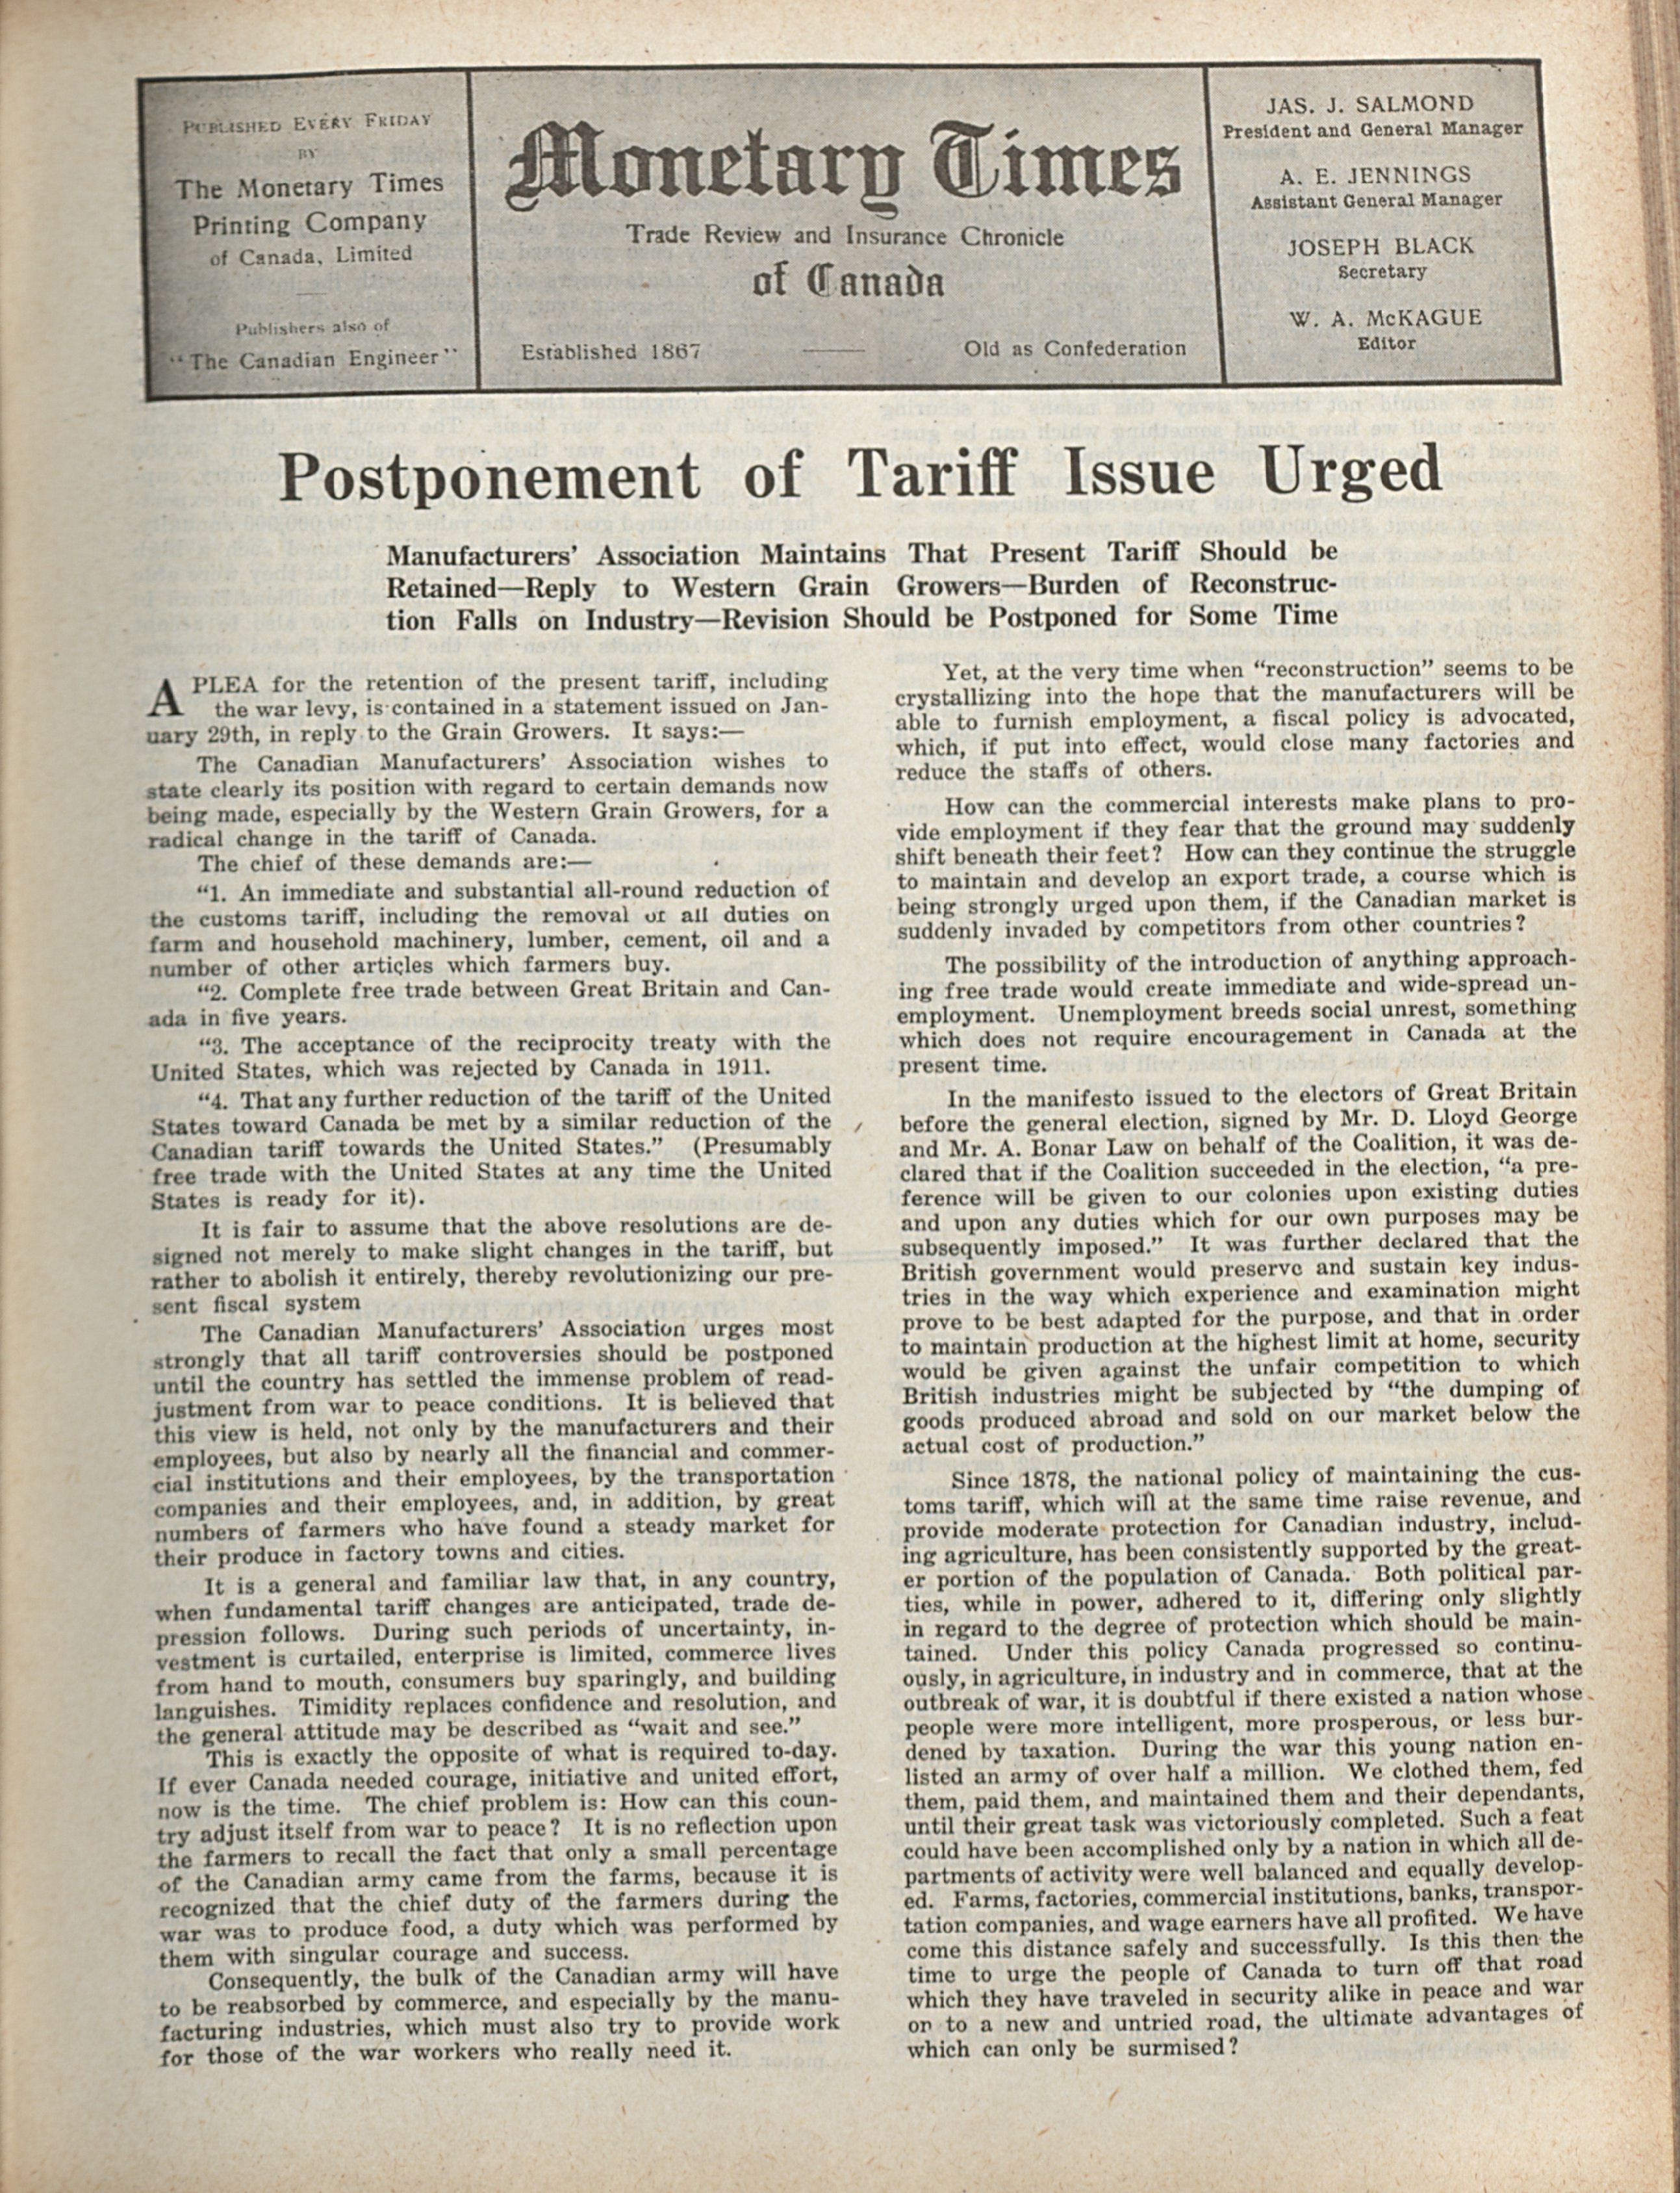 PUBLISHED EVERY FRIDAY
BY
The Monetary Times
Printing Company
of Canada, Limited
Publishers also of
"The Canadian Engineer"
Monetary Times
Trade Review and Insurance Chronicle
of Canada
Established 1867
Old as Confederation
JAS. J. SALMOND
President and General Manager
A. E. JENNINGS
Assistant General Manager
JOSEPH BLACK
Secretary
W. A. McKAGUE
Editor
Postponement of Tariff Issue Urged
Manufacturers' Association Maintains That Present Tariff Should be
Retained—Reply to Western Grain Growers—Burden of Reconstruc-
tion Falls on Industry—Revision Should be Postponed for Some Time
A PLEA for the retention of the present tariff, including
the war levy, is contained in a statement issued on Jan-
uary 29th, in reply to the Grain Growers. It says:—
The Canadian Manufacturers' Association wishes to
state clearly its position with regard to certain demands now
being made, especially by the Western Grain Growers, for a
radical change in the tariff of Canada.
The chief of these demands are:—
"1. An immediate and substantial all-round reduction of
the customs tariff, including the removal of all duties on
farm and household machinery, lumber, cement, oil and a
number of other articles which farmers buy.
"2. Complete free trade between Great Britain and Can-
ada in five years.
"3. The acceptance of the reciprocity treaty with the
United States, which was rejected by Canada in 1911.
"4. That any further reduction of the tariff of the United
States toward Canada be met by a similar reduction of the
Canadian tariff towards the United States." (Presumably
free trade with the United States at any time the United
States is ready for it).
It is fair to assume that the above resolutions are de-
signed not merely to make slight changes in the tariff, but
rather to abolish it entirely, thereby revolutionizing our pre-
sent fiscal system
The Canadian Manufacturers' Association urges most
strongly that all tariff controversies should be postponed
until the country has settled the immense problem of read-
justment from war to peace conditions. It is believed that
this view is held, not only by the manufacturers and their
employees, but also by nearly all the financial and commer-
cial institutions and their employees, by the transportation
companies and their employees, and, in addition, by great
numbers of farmers who have found a steady market for
their produce in factory towns and cities.
It is a general and familiar law that, in any country,
when fundamental tariff changes are anticipated, trade de-
pression follows. During such periods of uncertainty, in-
vestment is curtailed, enterprise is limited, commerce lives
from hand to mouth, consumers buy sparingly, and building
languishes. Timidity replaces confidence and resolution, and
the general attitude may be described as "wait and see."
This is exactly the opposite of what is required to-day.
If ever Canada needed courage, initiative and united effort,
now is the time. The chief problem is: How can this coun-
try adjust itself from war to peace? It is no reflection upon
the farmers to recall the fact that only a small percentage
of the Canadian army came from the farms, because it is
recognized that the chief duty of the farmers during the
war was to produce food, a duty which was performed by
them with singular courage and success.
Consequently, the bulk of the Canadian army will have
to be reabsorbed by commerce, and especially by the manu-
facturing industries, which must also try to provide work
for those of the war workers who really need it.
Yet, at the very time when "reconstruction" seems to be
crystallizing into the hope that the manufacturers will be
able to furnish employment, a fiscal policy is advocated,
which, if put into effect, would close many factories and
reduce the staffs of others.
How can the commercial interests make plans to pro-
vide employment if they fear that the ground may suddenly
shift beneath their feet? How can they continue the struggle
to maintain and develop an export trade, a course which is
being strongly urged upon them, if the Canadian market is
suddenly invaded by competitors from other countries?
The possibility of the introduction of anything approach-
ing free trade would create immediate and wide-spread un-
employment. Unemployment breeds social unrest, something
which does not require encouragement in Canada at the
present time.
In the manifesto issued to the electors of Great Britain
before the general election, signed by Mr. D. Lloyd George
and Mr. A. Bonar Law on behalf of the Coalition, it was de-
clared that if the Coalition succeeded in the election, "a pre-
ference will be given to our colonies upon existing duties
and upon any duties which for our own purposes may be
subsequently imposed." It was further declared that the
British government would preserve and sustain key indus-
tries in the way which experience and examination might
prove to be best adapted for the purpose, and that in order
to maintain production at the highest limit at home, security
would be given against the unfair competition to which
British industries might be subjected by "the dumping of
goods produced abroad and sold on our market below the
actual cost of production."
Since 1878, the national policy of maintaining the cus-
toms tariff, which will at the same time raise revenue, and
provide moderate protection for Canadian industry, includ-
ing agriculture, has been consistently supported by the great-
er portion of the population of Canada. Both political par-
ties, while in power, adhered to it, differing only slightly
in regard to the degree of protection which should be main-
tained. Under this policy Canada progressed so continu-
ously, in agriculture, in industry and in commerce, that at the
outbreak of war, it is doubtful if there existed a nation whose
people were more intelligent, more prosperous, or less bur-
dened by taxation. During the war this young nation en-
listed an army of over half a million. We clothed them, fed
them, paid them, and maintained them and their dependants,
until their great task was victoriously completed. Such a feat
could have been accomplished only by a nation in which all de-
partments of activity were well balanced and equally develop-
ed. Farms, factories, commercial institutions, banks, transpor-
tation companies, and wage earners have all profited. We have
come this distance safely and successfully. Is this then the
time to urge the people of Canada to turn off that road
which they have traveled in security alike in peace and war
on to a new and untried road, the ultimate advantages of
which can only be surmised?